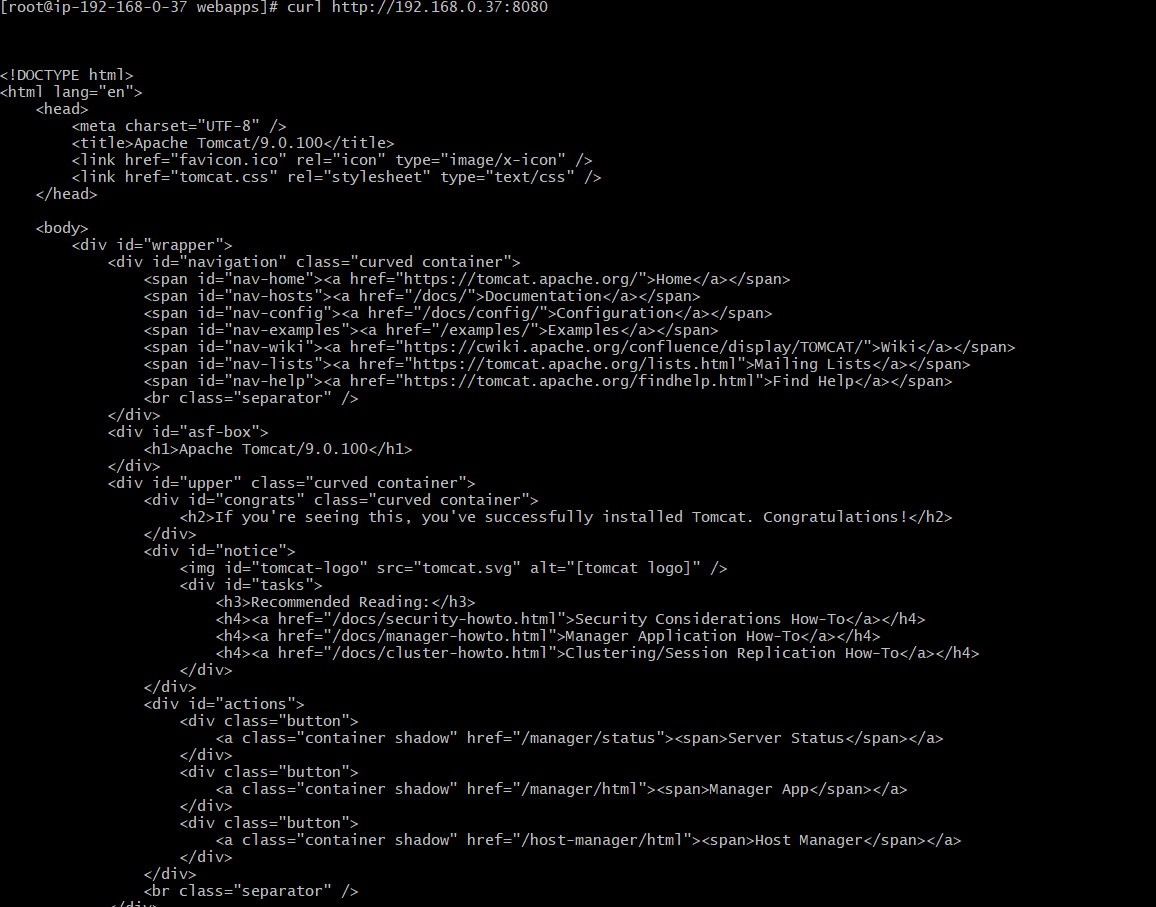 [root@ip-192-168-0-37 webapps]# curl http://192.168.0.37:8080
<!DOCTYPE html>
<html lang="en">
    <head>
        <meta charset="UTF-8" />
        <title>Apache Tomcat/9.0.100</title>
        <link href="favicon.ico" rel="icon" type="image/x-icon" />
        <link href="tomcat.css" rel="stylesheet" type="text/css" />
    </head>

    <body>
        <div id="wrapper">
            <div id="navigation" class="curved container">
                <span id="nav-home"><a href="https://tomcat.apache.org/">Home</a></span>
                <span id="nav-hosts"><a href="/docs/">Documentation</a></span>
                <span id="nav-config"><a href="/docs/config/">Configuration</a></span>
                <span id="nav-examples"><a href="/examples/">Examples</a></span>
                <span id="nav-wiki"><a href="https://cwiki.apache.org/confluence/display/TOMCAT/">Wiki</a></span>
                <span id="nav-lists"><a href="https://tomcat.apache.org/lists.html">Mailing Lists</a></span>
                <span id="nav-help"><a href="https://tomcat.apache.org/findhelp.html">Find Help</a></span>
                <br class="separator" />
            </div>
            <div id="asf-box">
                <h1>Apache Tomcat/9.0.100</h1>
            </div>
            <div id="upper" class="curved container">
                <div id="congrats" class="curved container">
                    <h2>If you're seeing this, you've successfully installed Tomcat. Congratulations!</h2>
                </div>
                <div id="notice">
                    <img id="tomcat-logo" src="tomcat.svg" alt="[tomcat logo]" />
                    <div id="tasks">
                        <h3>Recommended Reading:</h3>
                        <h4><a href="/docs/security-howto.html">Security Considerations How-To</a></h4>
                        <h4><a href="/docs/manager-howto.html">Manager Application How-To</a></h4>
                        <h4><a href="/docs/cluster-howto.html">Clustering/Session Replication How-To</a></h4>
                    </div>
                </div>
                <div id="actions">
                    <div class="button">
                        <a class="container shadow" href="/manager/status"><span>Server Status</span></a>
                    </div>
                    <div class="button">
                        <a class="container shadow" href="/manager/html"><span>Manager App</span></a>
                    </div>
                    <div class="button">
                        <a class="container shadow" href="/host-manager/html"><span>Host Manager</span></a>
                    </div>
                </div>
                <br class="separator" />
            </div>